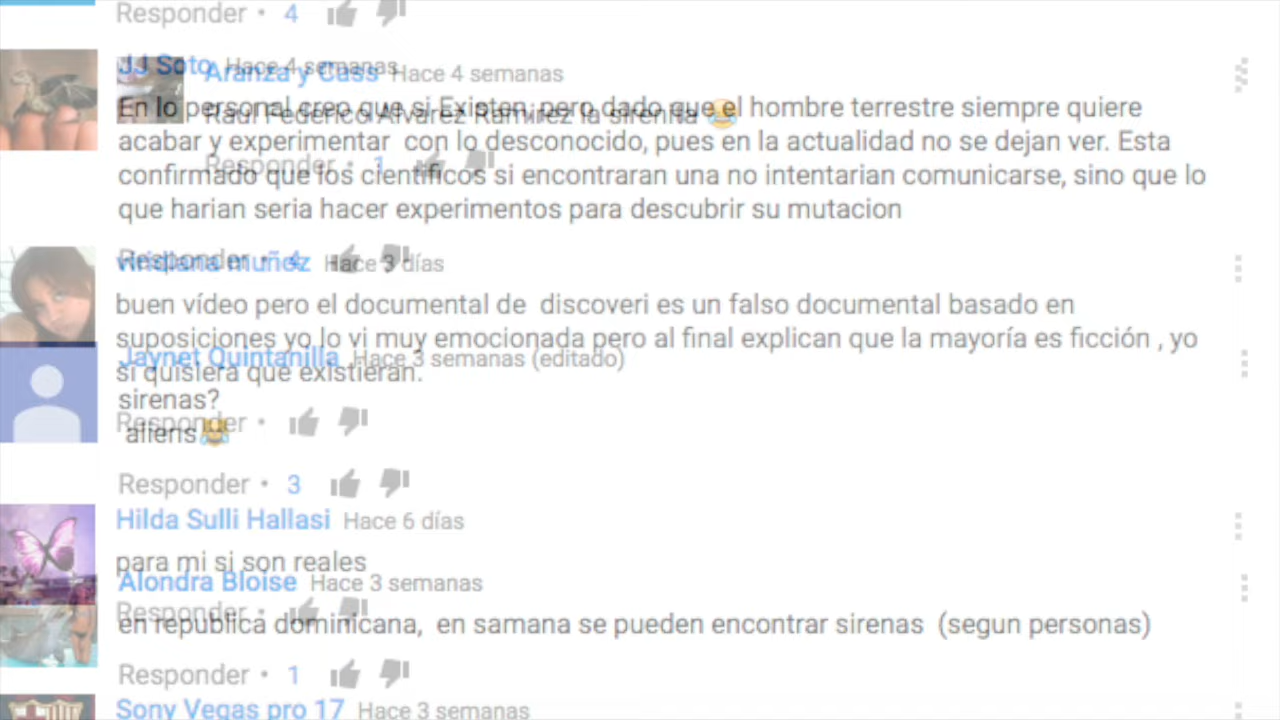 Responder • 4
JJ Soto Hace 4 semanas
Aranza y Cass Hace 4 semanas
En lo personal creo que si Existen, pero dado que el hombre terrestre siempre quiere
Raul Federico Alvarez Ramirez la sirenita 😂
acabar y experimentar con lo desconocido, pues en la actualidad no se dejan ver. Esta
Responder • 1
confirmado que los cientificos si encontraran una no intentarian comunicarse, sino que lo
que harian seria hacer experimentos para descubrir su mutacion
Responder • 4
muñoz Hace 3 días
buen vídeo pero el documental de discoveri es un falso documental basado en
suposiciones yo lo vi muy emocionada pero al final explican que la mayoría es ficción , yo
Jaynet Quintanilla Hace 3 semanas (editado)
si quisiera que existieran.
sirenas?
Responder •
aliens😂
Responder • 3
Hilda Sulli Hallasi Hace 6 días
para mi si son reales
Alondra Bloise Hace 3 semanas
Responder •
en republica dominicana, en samana se pueden encontrar sirenas (segun personas)
Responder • 1
Sony Vegas pro 17 Hace 3 semanas